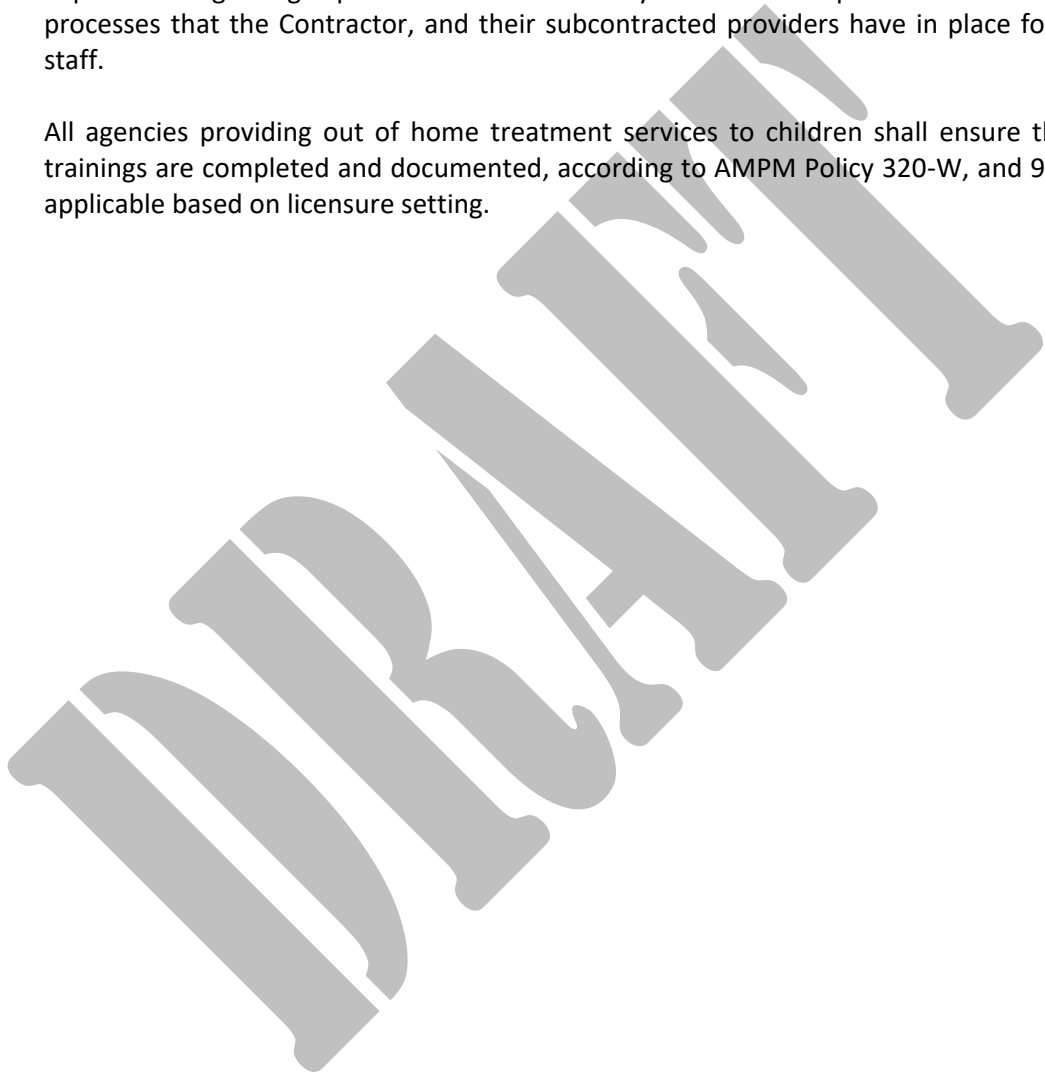 processes that the Contractor, and their subcontracted providers have in place fo
staff.
All agencies providing out of home treatment services to children shall ensure th
trainings are completed and documented, according to AMPM Policy 320-W, and 9
applicable based on licensure setting.
DRAFT